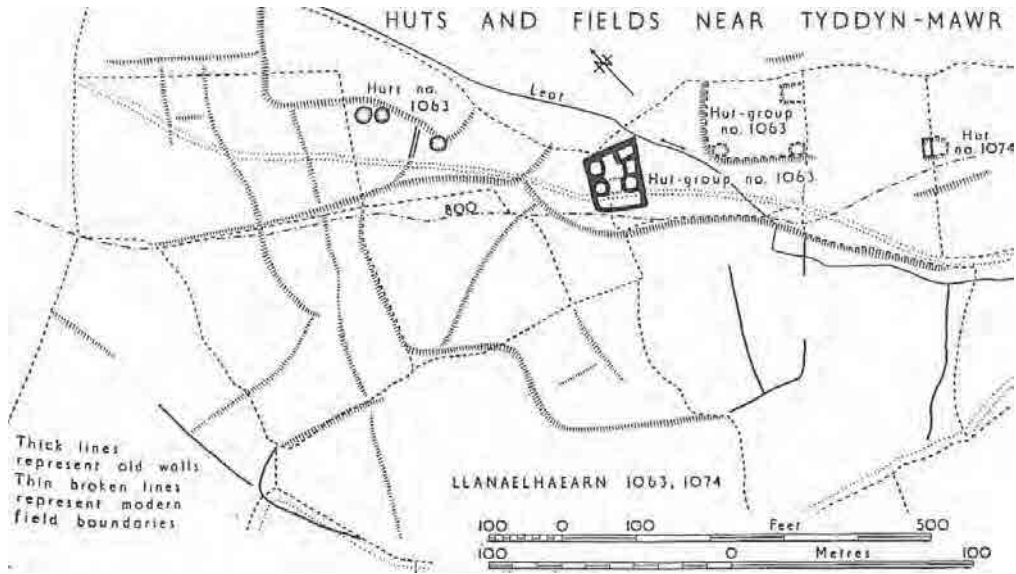 HUTS AND FIELDS NEAR TYDDYN-MAWR
Huts no.
1063
Leat
Hut-group
no. 1063
Hut
no. 1074
Hut-group no. 1063
800
Thick lines
represent old walls
Thin broken lines
represent modern
field boundaries
LLANAELHAEARN 1063, 1074
100 0 100 Feet 500
100 0 Metres 100